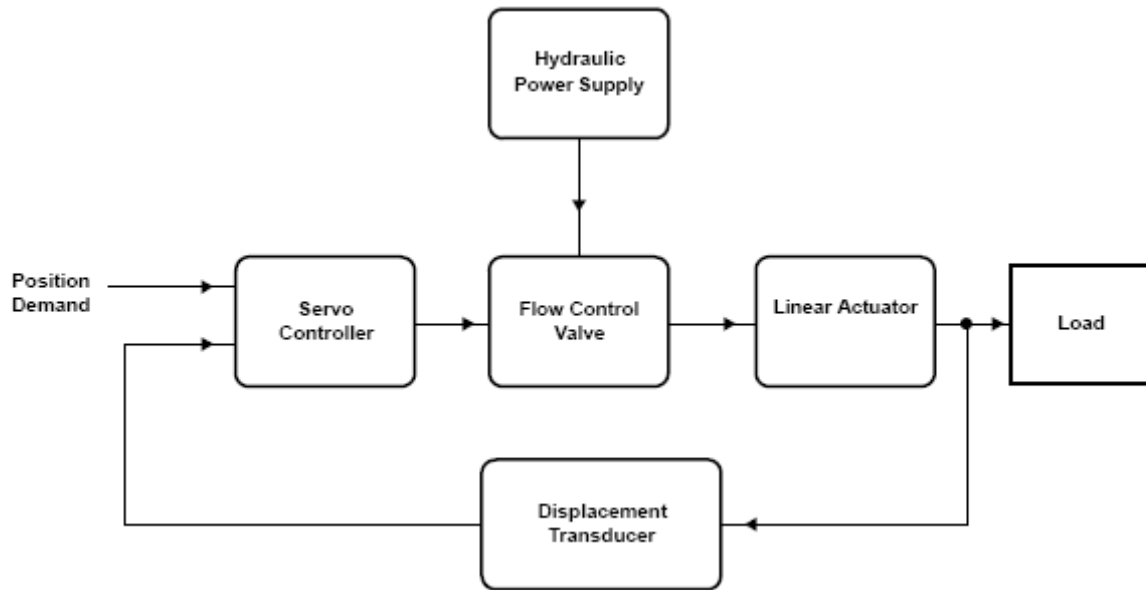 Hydraulic
Power Supply
Position
Demand
Servo
Controller
Flow Control
Valve
Linear Actuator
Load
Displacement
Transducer